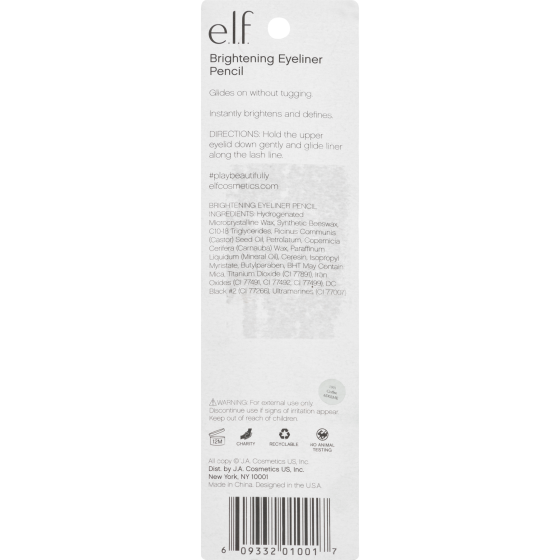 e.l.f.
Brightening Eyeliner
Pencil
Glides on without tugging.
Instantly brightens and defines.
DIRECTIONS: Hold the upper
eyelid down gently and glide liner
along the lash line.
#playbeautifully
elfcosmetics.com
BRIGHTENING EYELINER PENCIL
INGREDIENTS: Hydrogenated
Microcrystalline Wax, Synthetic Beeswax,
C10-18 Triglycerides, Ricinus Communis
(Castor) Seed Oil, Petrolatum, Copernicia
Cerifera (Carnauba) Wax, Paraffinum
Liquidum (Mineral Oil), Ceresin, Isoptopyl
Myristate, Butylparaben, BHT May Contain
Mica, Titanium Dioxide (CI 77891), Iron
Oxides (CI 77491, CI 77492, CI 77499), DC
Black #2 (CI 77266), Ultramarines, (CI 77007)
WARNING: For external use only.
Discontinue use if signs of irritation appear.
Keep out of reach of children.
12M
CHARITY
RECYCLABLE
NO ANIMAL
TESTING
All copy © J.A. Cosmetics US, Inc.
Dist. by J.A. Cosmetics US, Inc.
New York, NY 10001
Made in China. Designed in the U.S.A.
6 09332 01001 7